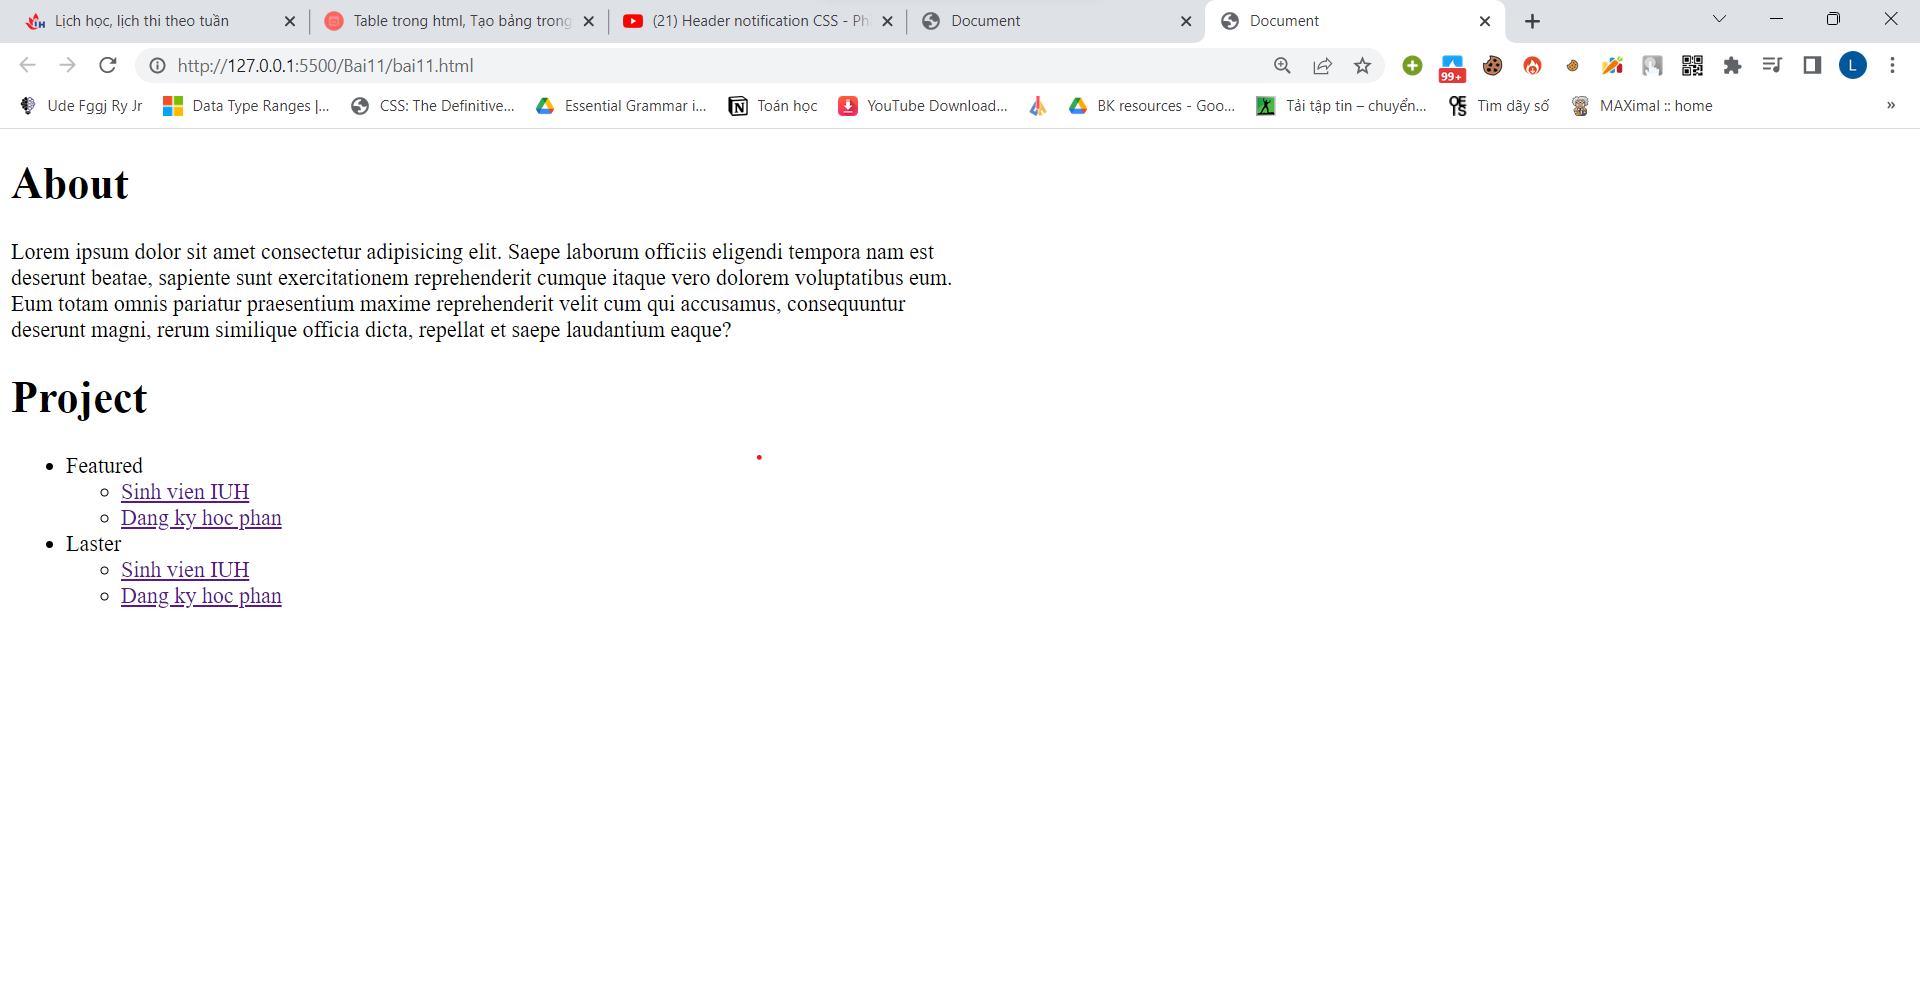 Lịch học, lịch thi theo tuần
Table trong html, Tạo bảng trong
(21) Header notification CSS - Ph
Document
Document
http://127.0.0.1:5500/Bai11/bai11.html
99+
L
Ude Fggj Ry Jr
Data Type Ranges |...
CSS: The Definitive...
Essential Grammar i...
Toán học
YouTube Download...
BK resources - Goo...
Tải tập tin – chuyển...
Tìm dãy số
MAXimal :: home
»
About
Lorem ipsum dolor sit amet consectetur adipisicing elit. Saepe laborum officiis eligendi tempora nam est
deserunt beatae, sapiente sunt exercitationem reprehenderit cumque itaque vero dolorem voluptatibus eum.
Eum totam omnis pariatur praesentium maxime reprehenderit velit cum qui accusamus, consequuntur
deserunt magni, rerum similique officia dicta, repellat et saepe laudantium eaque?
Project
Featured
Sinh vien IUH
Dang ky hoc phan
Laster
Sinh vien IUH
Dang ky hoc phan